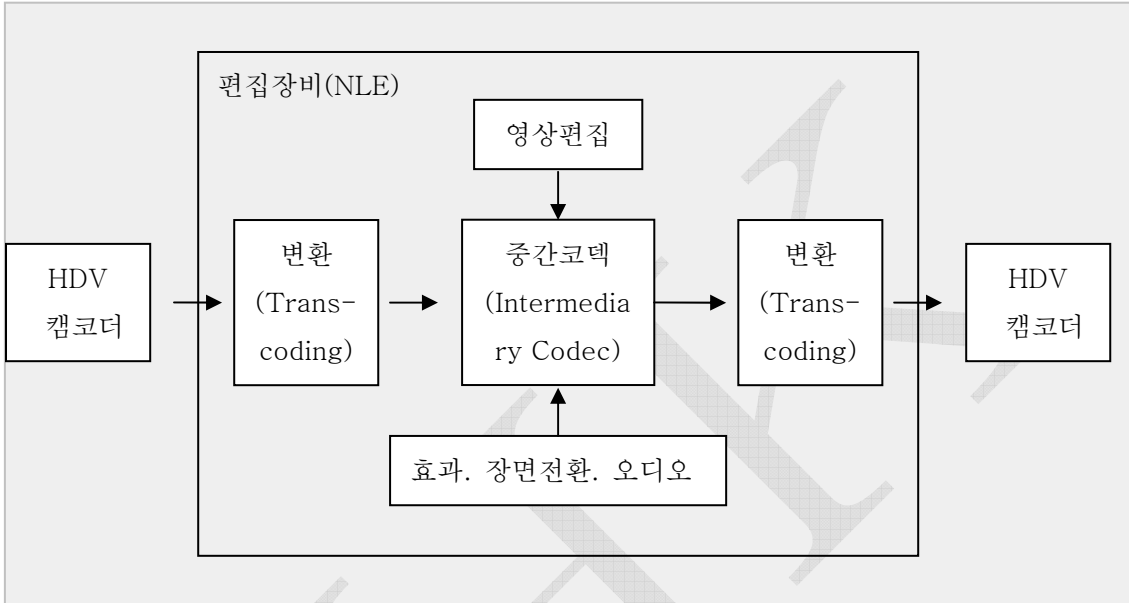 편집장비(NLE)
영상편집
HDV
캠코더
변환
(Trans-
coding)
중간코덱
(Intermedia
ry Codec)
변환
(Trans-
coding)
HDV
캠코더
효과. 장면전환. 오디오